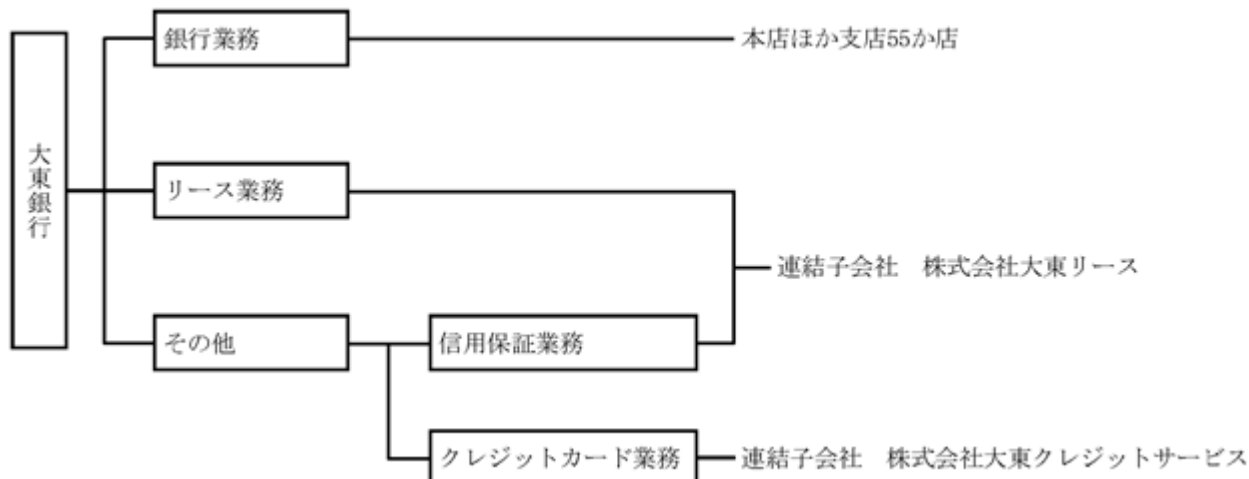 大東銀行
銀行業務
本店ほか支店55か店
リース業務
連結子会社　株式会社大東リース
その他
信用保証業務
クレジットカード業務
連結子会社　株式会社大東クレジットサービス